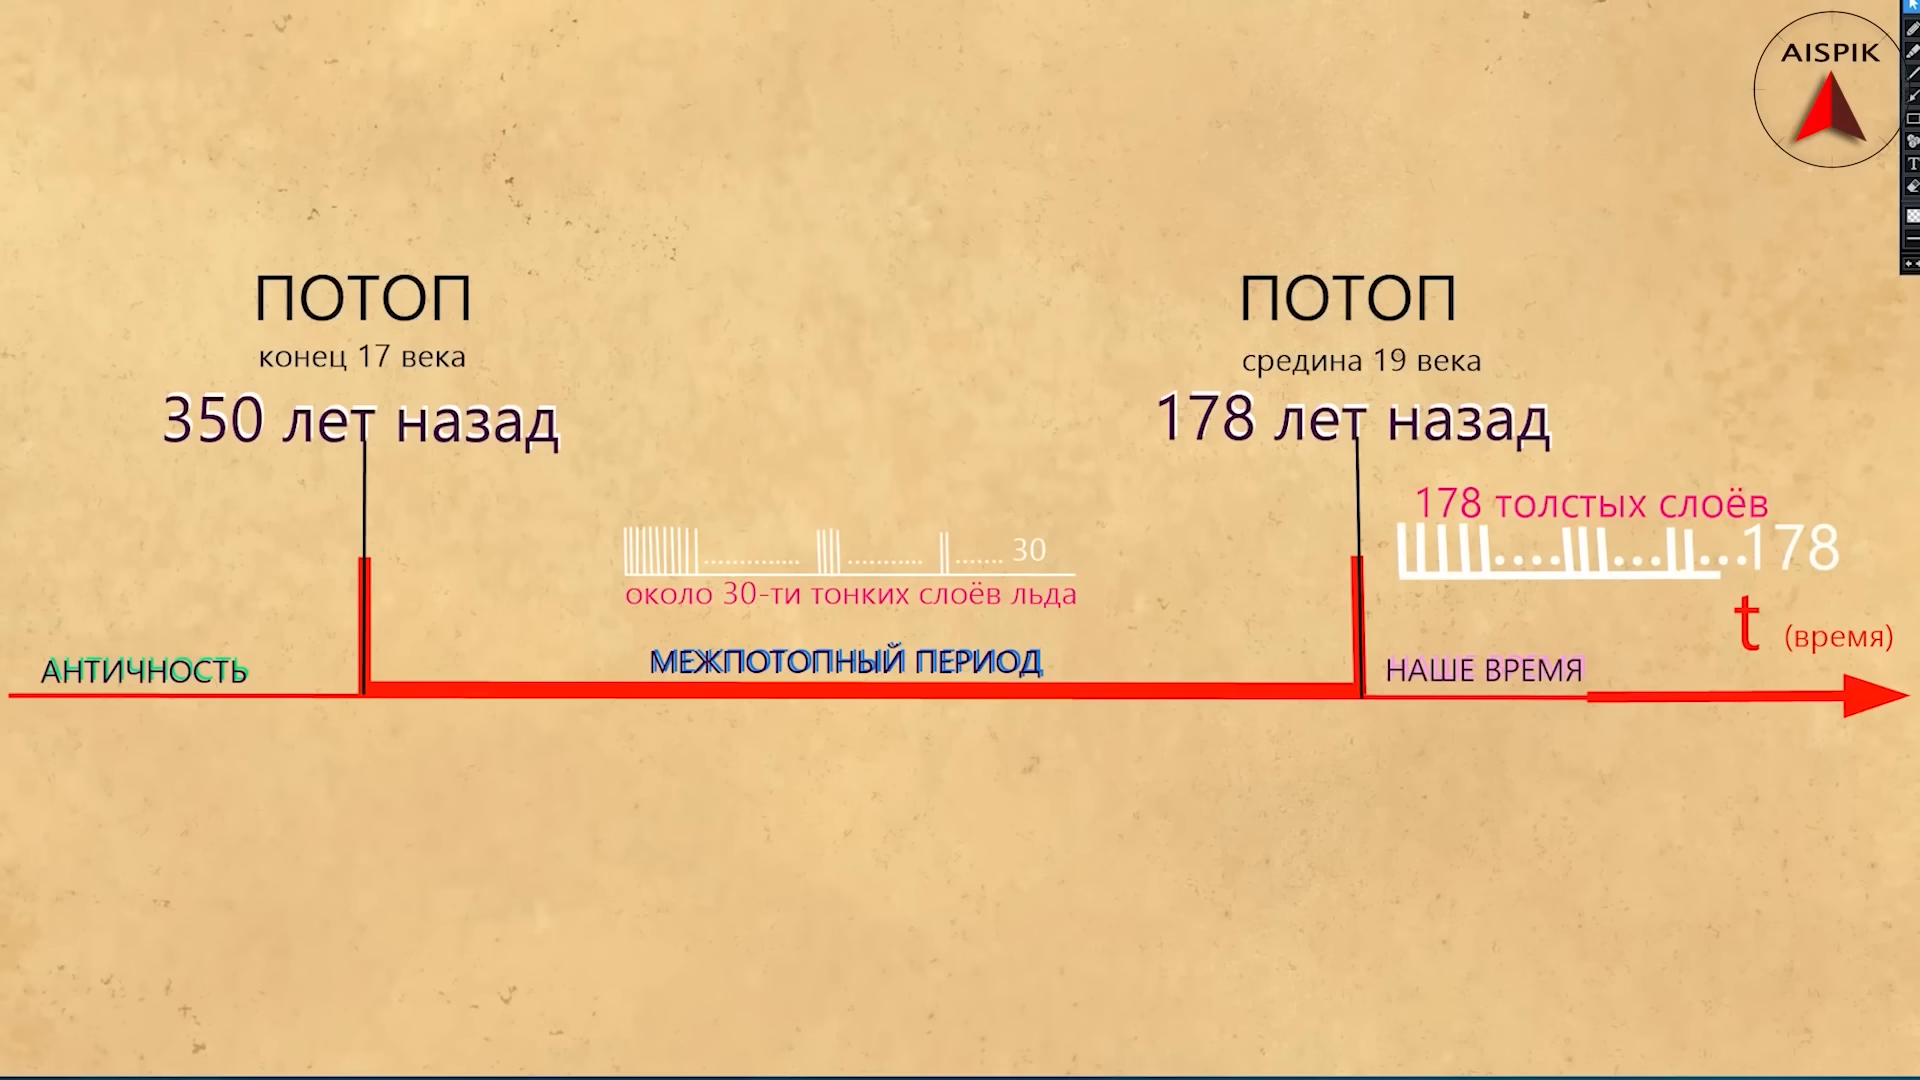 AISPIK
ПОТОП
конец 17 века
350 лет назад
ПОТОП
средина 19 века
178 лет назад
178 толстых слоёв
178
30
около 30-ти тонких слоёв льда
t (время)
АНТИЧНОСТЬ
МЕЖПОТОПНЫЙ ПЕРИОД
НАШЕ ВРЕМЯ